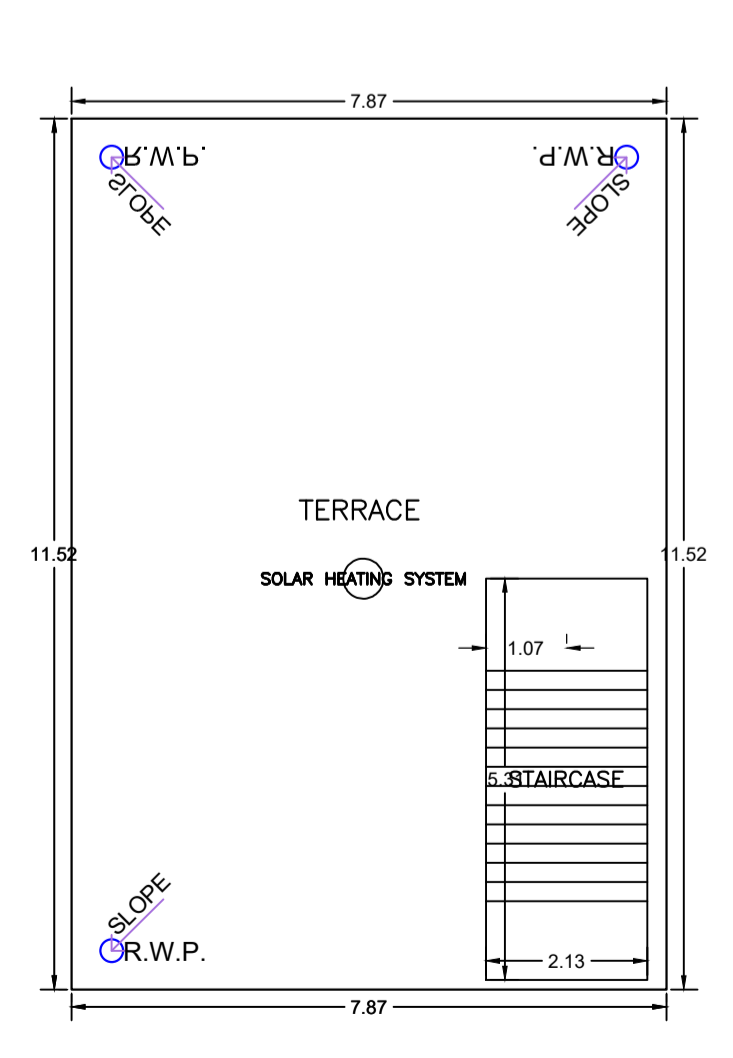 7.87
R.W.P.
R.W.P.
SLOPE
SLOPE
TERRACE
11.52
11.52
SOLAR HEATING SYSTEM
1.07
STAIRCASE
SLOPE
R.W.P.
2.13
7.87